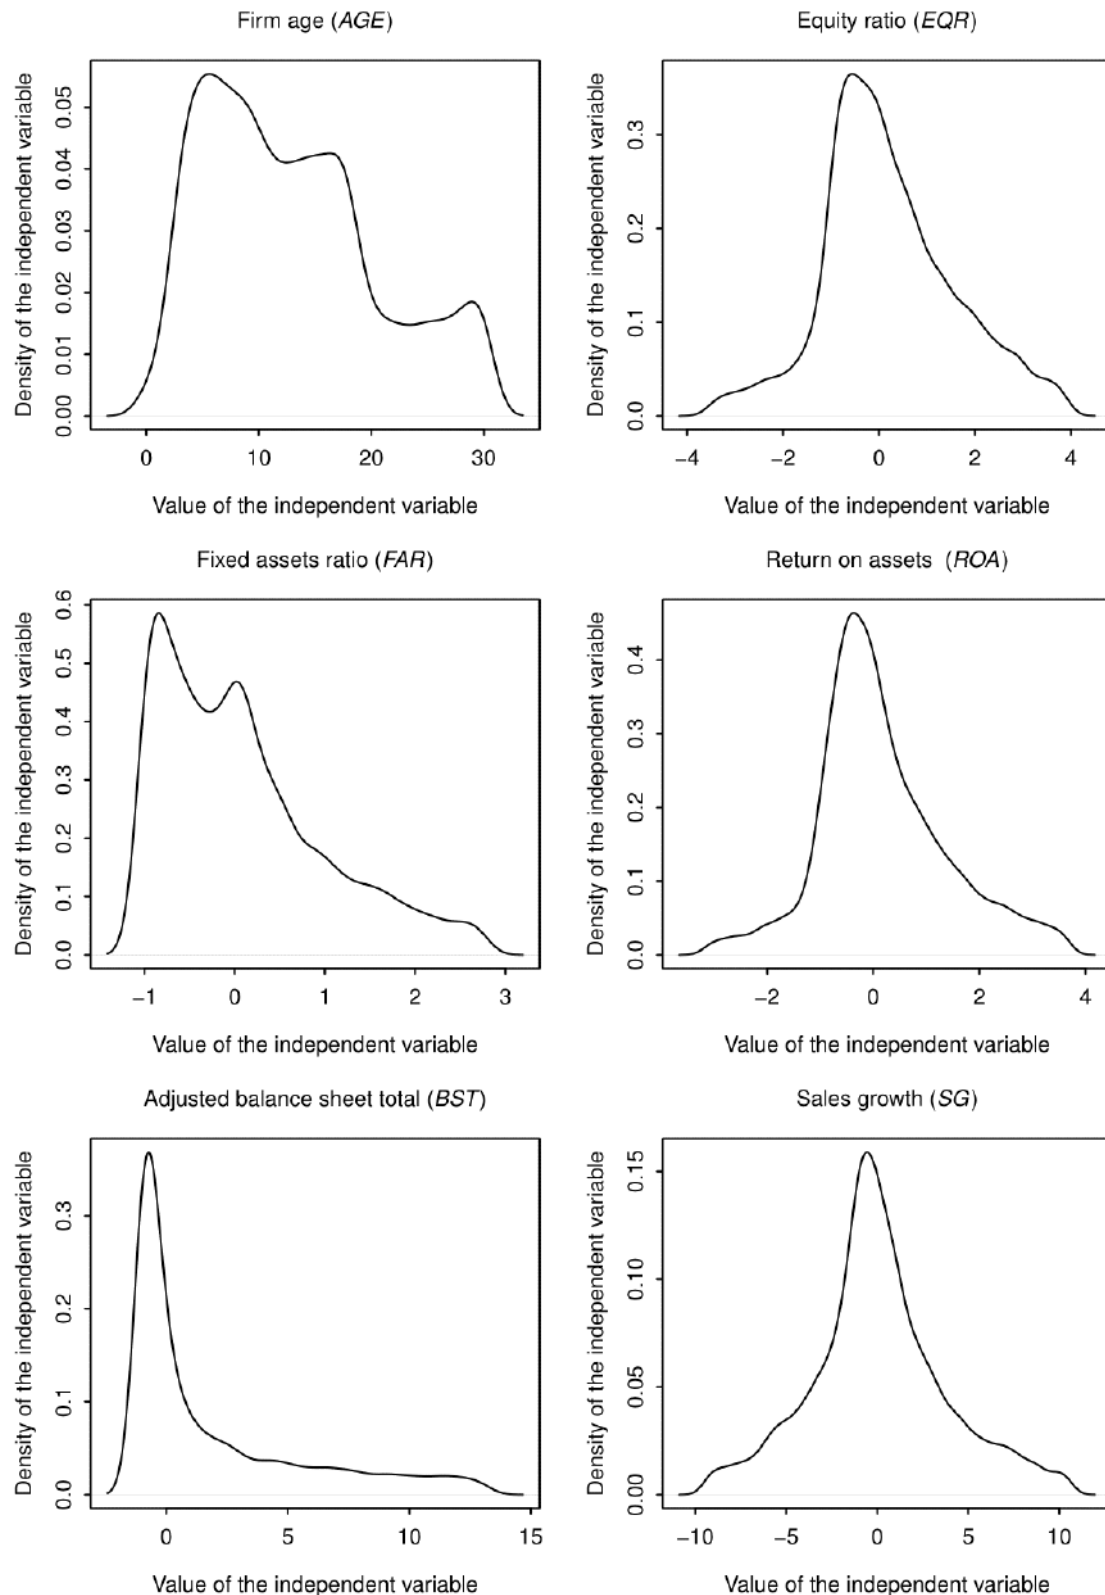 Firm age (AGE)
Equity ratio (EQR)
Density of the independent variable
0.00 0.01 0.02 0.03 0.04 0.05
0 10 20 30
Value of the independent variable
Density of the independent variable
0.0 0.1 0.2 0.3
−4 −2 0 2 4
Value of the independent variable
Fixed assets ratio (FAR)
Return on assets (ROA)
Density of the independent variable
0.0 0.1 0.2 0.3 0.4 0.5 0.6
−1 0 1 2 3
Value of the independent variable
Density of the independent variable
0.0 0.1 0.2 0.3 0.4
−2 0 2 4
Value of the independent variable
Adjusted balance sheet total (BST)
Sales growth (SG)
Density of the independent variable
0.0 0.1 0.2 0.3
0 5 10 15
Value of the independent variable
Density of the independent variable
0.00 0.05 0.10 0.15
−10 −5 0 5 10
Value of the independent variable